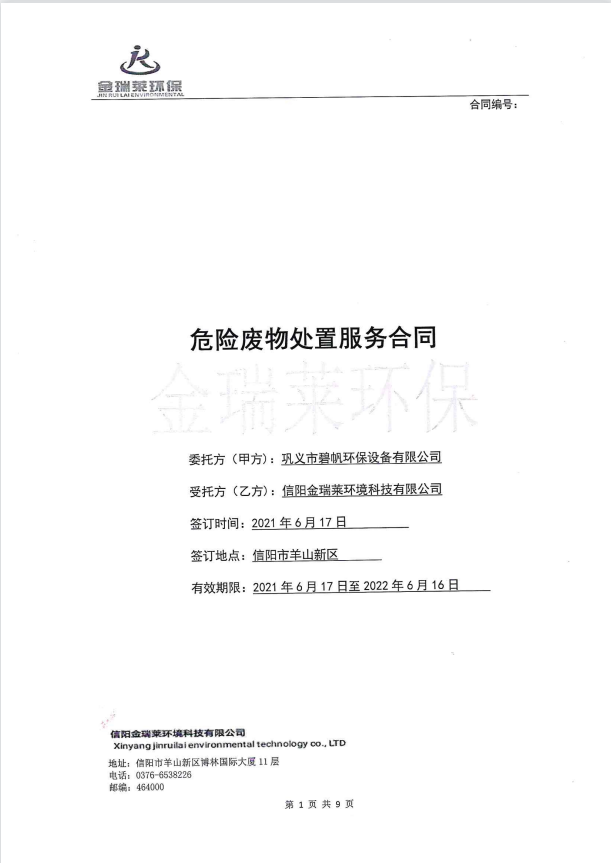 金瑞莱环保
JIN RUI LAI ENVIRONMENTAL
合同编号：
危险废物处置服务合同
金瑞莱环保
委托方（甲方）：巩义市碧帆环保设备有限公司
受托方（乙方）：信阳金瑞莱环境科技有限公司
签订时间：2021 年 6 月 17 日
签订地点：信阳市羊山新区
有效期限：2021 年 6 月 17 日至 2022 年 6 月 16 日
信阳金瑞莱环境科技有限公司
Xinyang jinruilai environmental technology co., LTD
地址：信阳市羊山新区博林国际大厦 11 层
电话：0376-6538226
邮编：464000
第 1 页 共 9 页